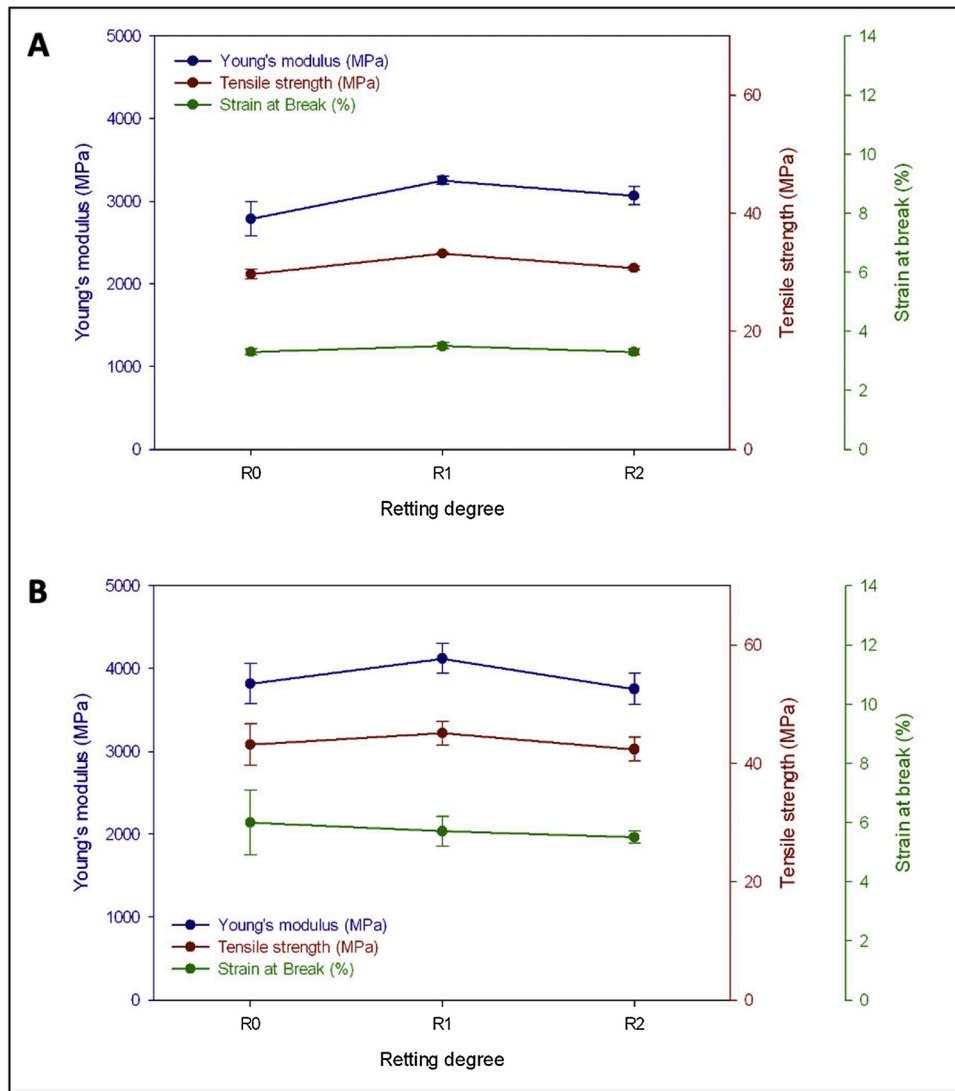 A
Young's modulus (MPa)
Tensile strength (MPa)
Strain at Break (%)
5000
4000
3000
2000
1000
0
Young's modulus (MPa)
60
40
20
0
Tensile strength (MPa)
14
12
10
8
6
4
2
0
Strain at break (%)
R0 R1 R2
Retting degree
B
5000
4000
3000
2000
1000
0
Young's modulus (MPa)
Young's modulus (MPa)
Tensile strength (MPa)
Strain at Break (%)
60
40
20
0
Tensile strength (MPa)
14
12
10
8
6
4
2
0
Strain at break (%)
R0 R1 R2
Retting degree